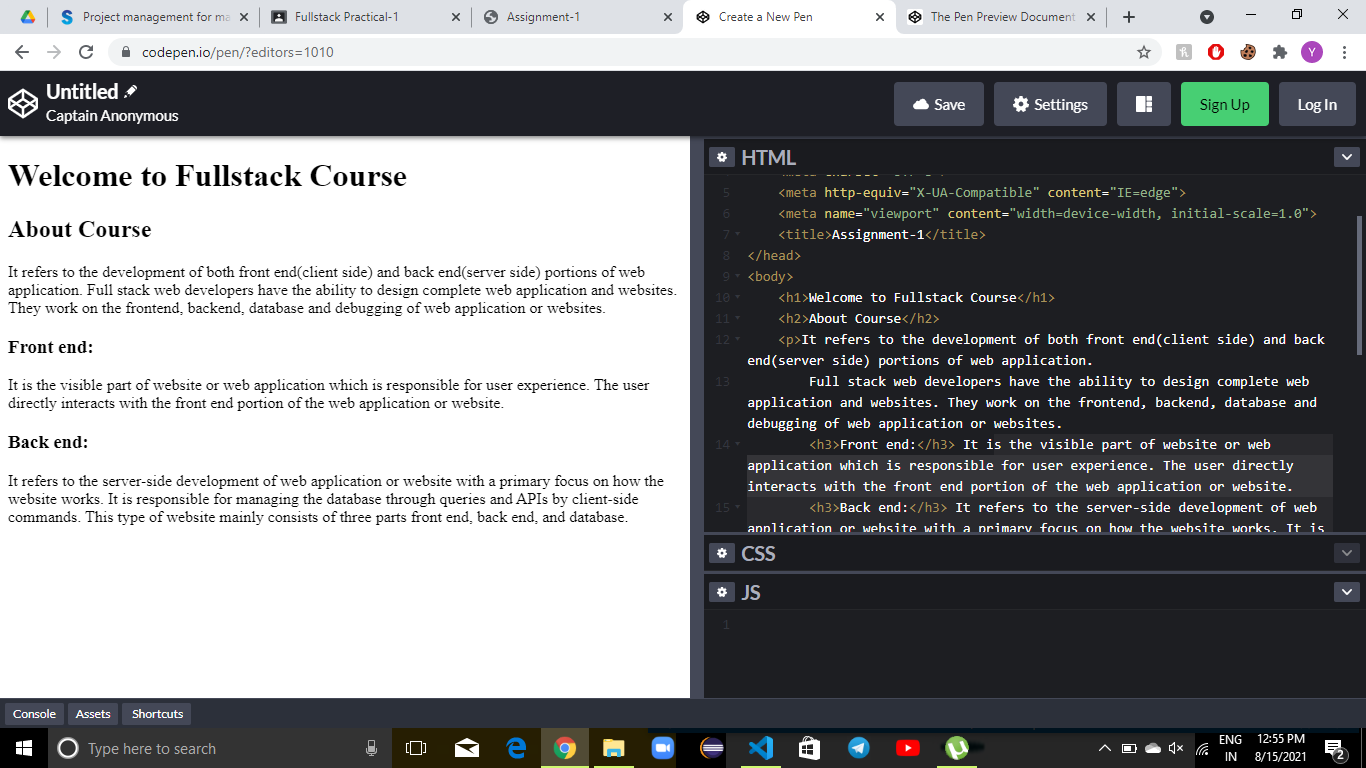 Project management for ma
Fullstack Practical-1
Assignment-1
Create a New Pen
The Pen Preview Document
codepen.io/pen/?editors=1010
Y
Untitled
Captain Anonymous
Save
Settings
Sign Up
Log In
Welcome to Fullstack Course
About Course
It refers to the development of both front end(client side) and back end(server side) portions of web
application. Full stack web developers have the ability to design complete web application and websites.
They work on the frontend, backend, database and debugging of web application or websites.
Front end:
It is the visible part of website or web application which is responsible for user experience. The user
directly interacts with the front end portion of the web application or website.
Back end:
It refers to the server-side development of web application or website with a primary focus on how the
website works. It is responsible for managing the database through queries and APIs by client-side
commands. This type of website mainly consists of three parts front end, back end, and database.
HTML
5 <meta http-equiv="X-UA-Compatible" content="IE=edge">
6 <meta name="viewport" content="width=device-width, initial-scale=1.0">
7 <title>Assignment-1</title>
8 </head>
9 <body>
10 <h1>Welcome to Fullstack Course</h1>
11 <h2>About Course</h2>
12 <p>It refers to the development of both front end(client side) and back
end(server side) portions of web application.
13 Full stack web developers have the ability to design complete web
application and websites. They work on the frontend, backend, database and
debugging of web application or websites.
14 <h3>Front end:</h3> It is the visible part of website or web
application which is responsible for user experience. The user directly
interacts with the front end portion of the web application or website.
15 <h3>Back end:</h3> It refers to the server-side development of web
application or website with a primary focus on how the website works. It is
CSS
JS
1
Console
Assets
Shortcuts
Type here to search
ENG
IN
12:55 PM
8/15/2021
2